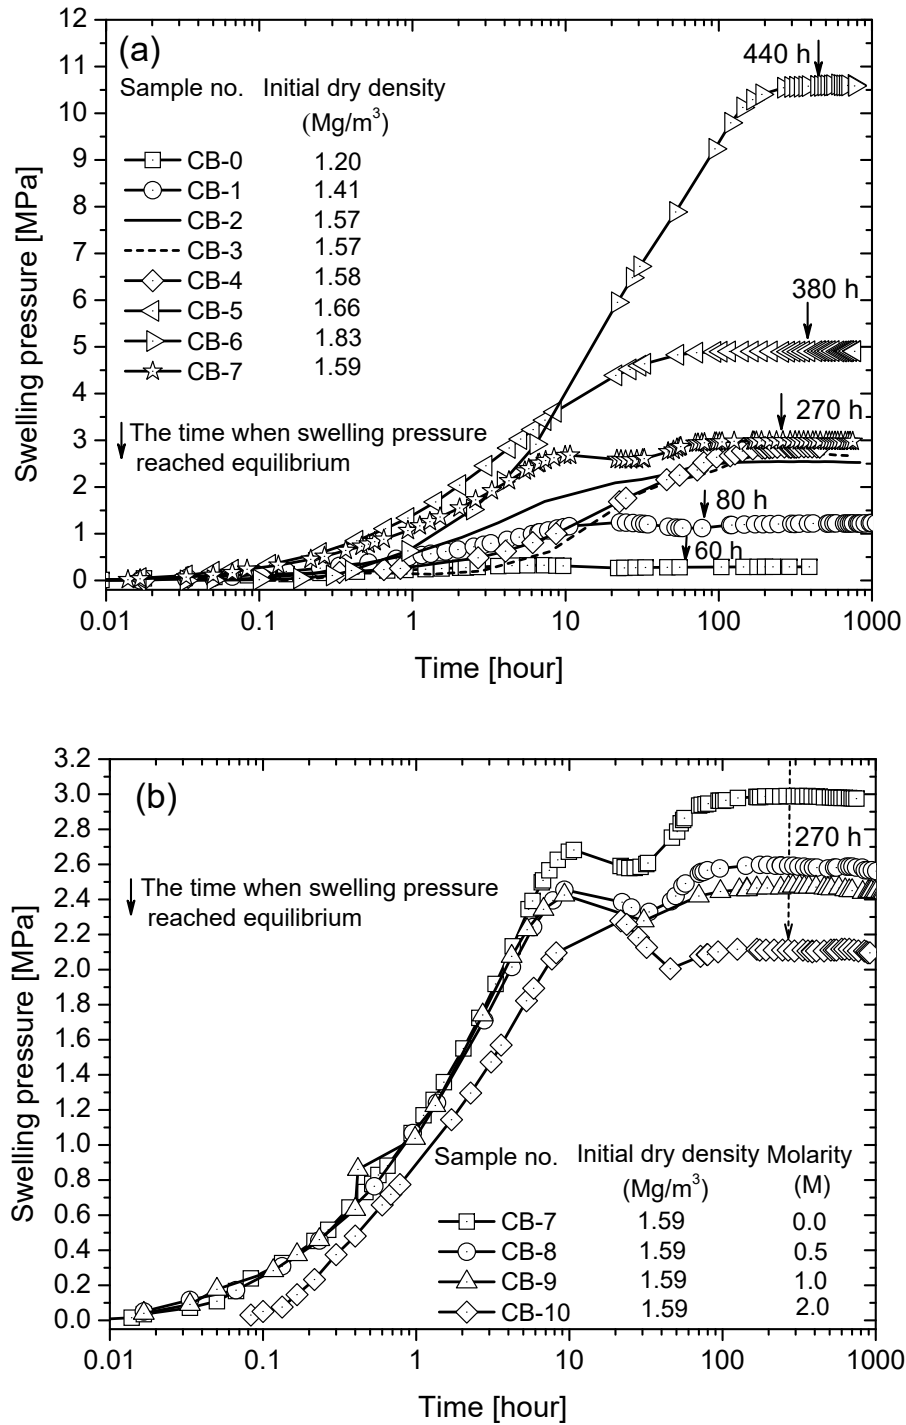 12
(a)
440 h
11
Sample no. Initial dry density
(Mg/m³)
10
CB-0 1.20
9
CB-1 1.41
8
CB-2 1.57
CB-3 1.57
7
CB-4 1.58
CB-5 1.66
6
380 h
CB-6 1.83
5
CB-7 1.59
4
270 h
The time when swelling pressure
reached equilibrium
3
2
80 h
1
60 h
0
0.01 0.1 1 10 100 1000
Swelling pressure [MPa]
Time [hour]
3.2
(b)
3.0
2.8
270 h
2.6
The time when swelling pressure
reached equilibrium
2.4
2.2
2.0
1.8
1.6
1.4
1.2
1.0
Sample no. Initial dry density Molarity
(Mg/m³) (M)
0.8
0.6
CB-7 1.59 0.0
0.4
CB-8 1.59 0.5
0.2
CB-9 1.59 1.0
CB-10 1.59 2.0
0.0
0.01 0.1 1 10 100 1000
Swelling pressure [MPa]
Time [hour]